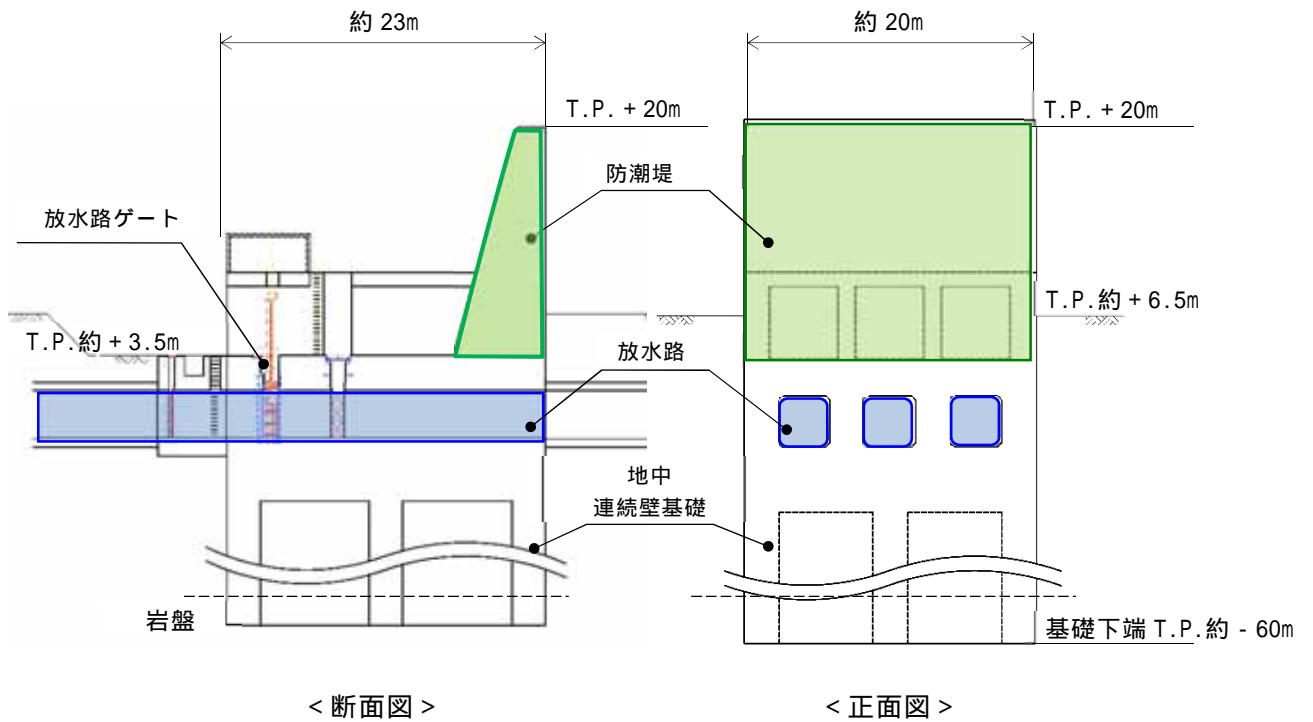 約 23m
約 20m
T.P. + 20m
T.P. + 20m
防潮堤
放水路ゲート
T.P.約 + 6.5m
T.P.約 + 3.5m
放水路
地中
連続壁基礎
岩盤
基礎下端 T.P.約 - 60m
< 断面図 >
< 正面図 >